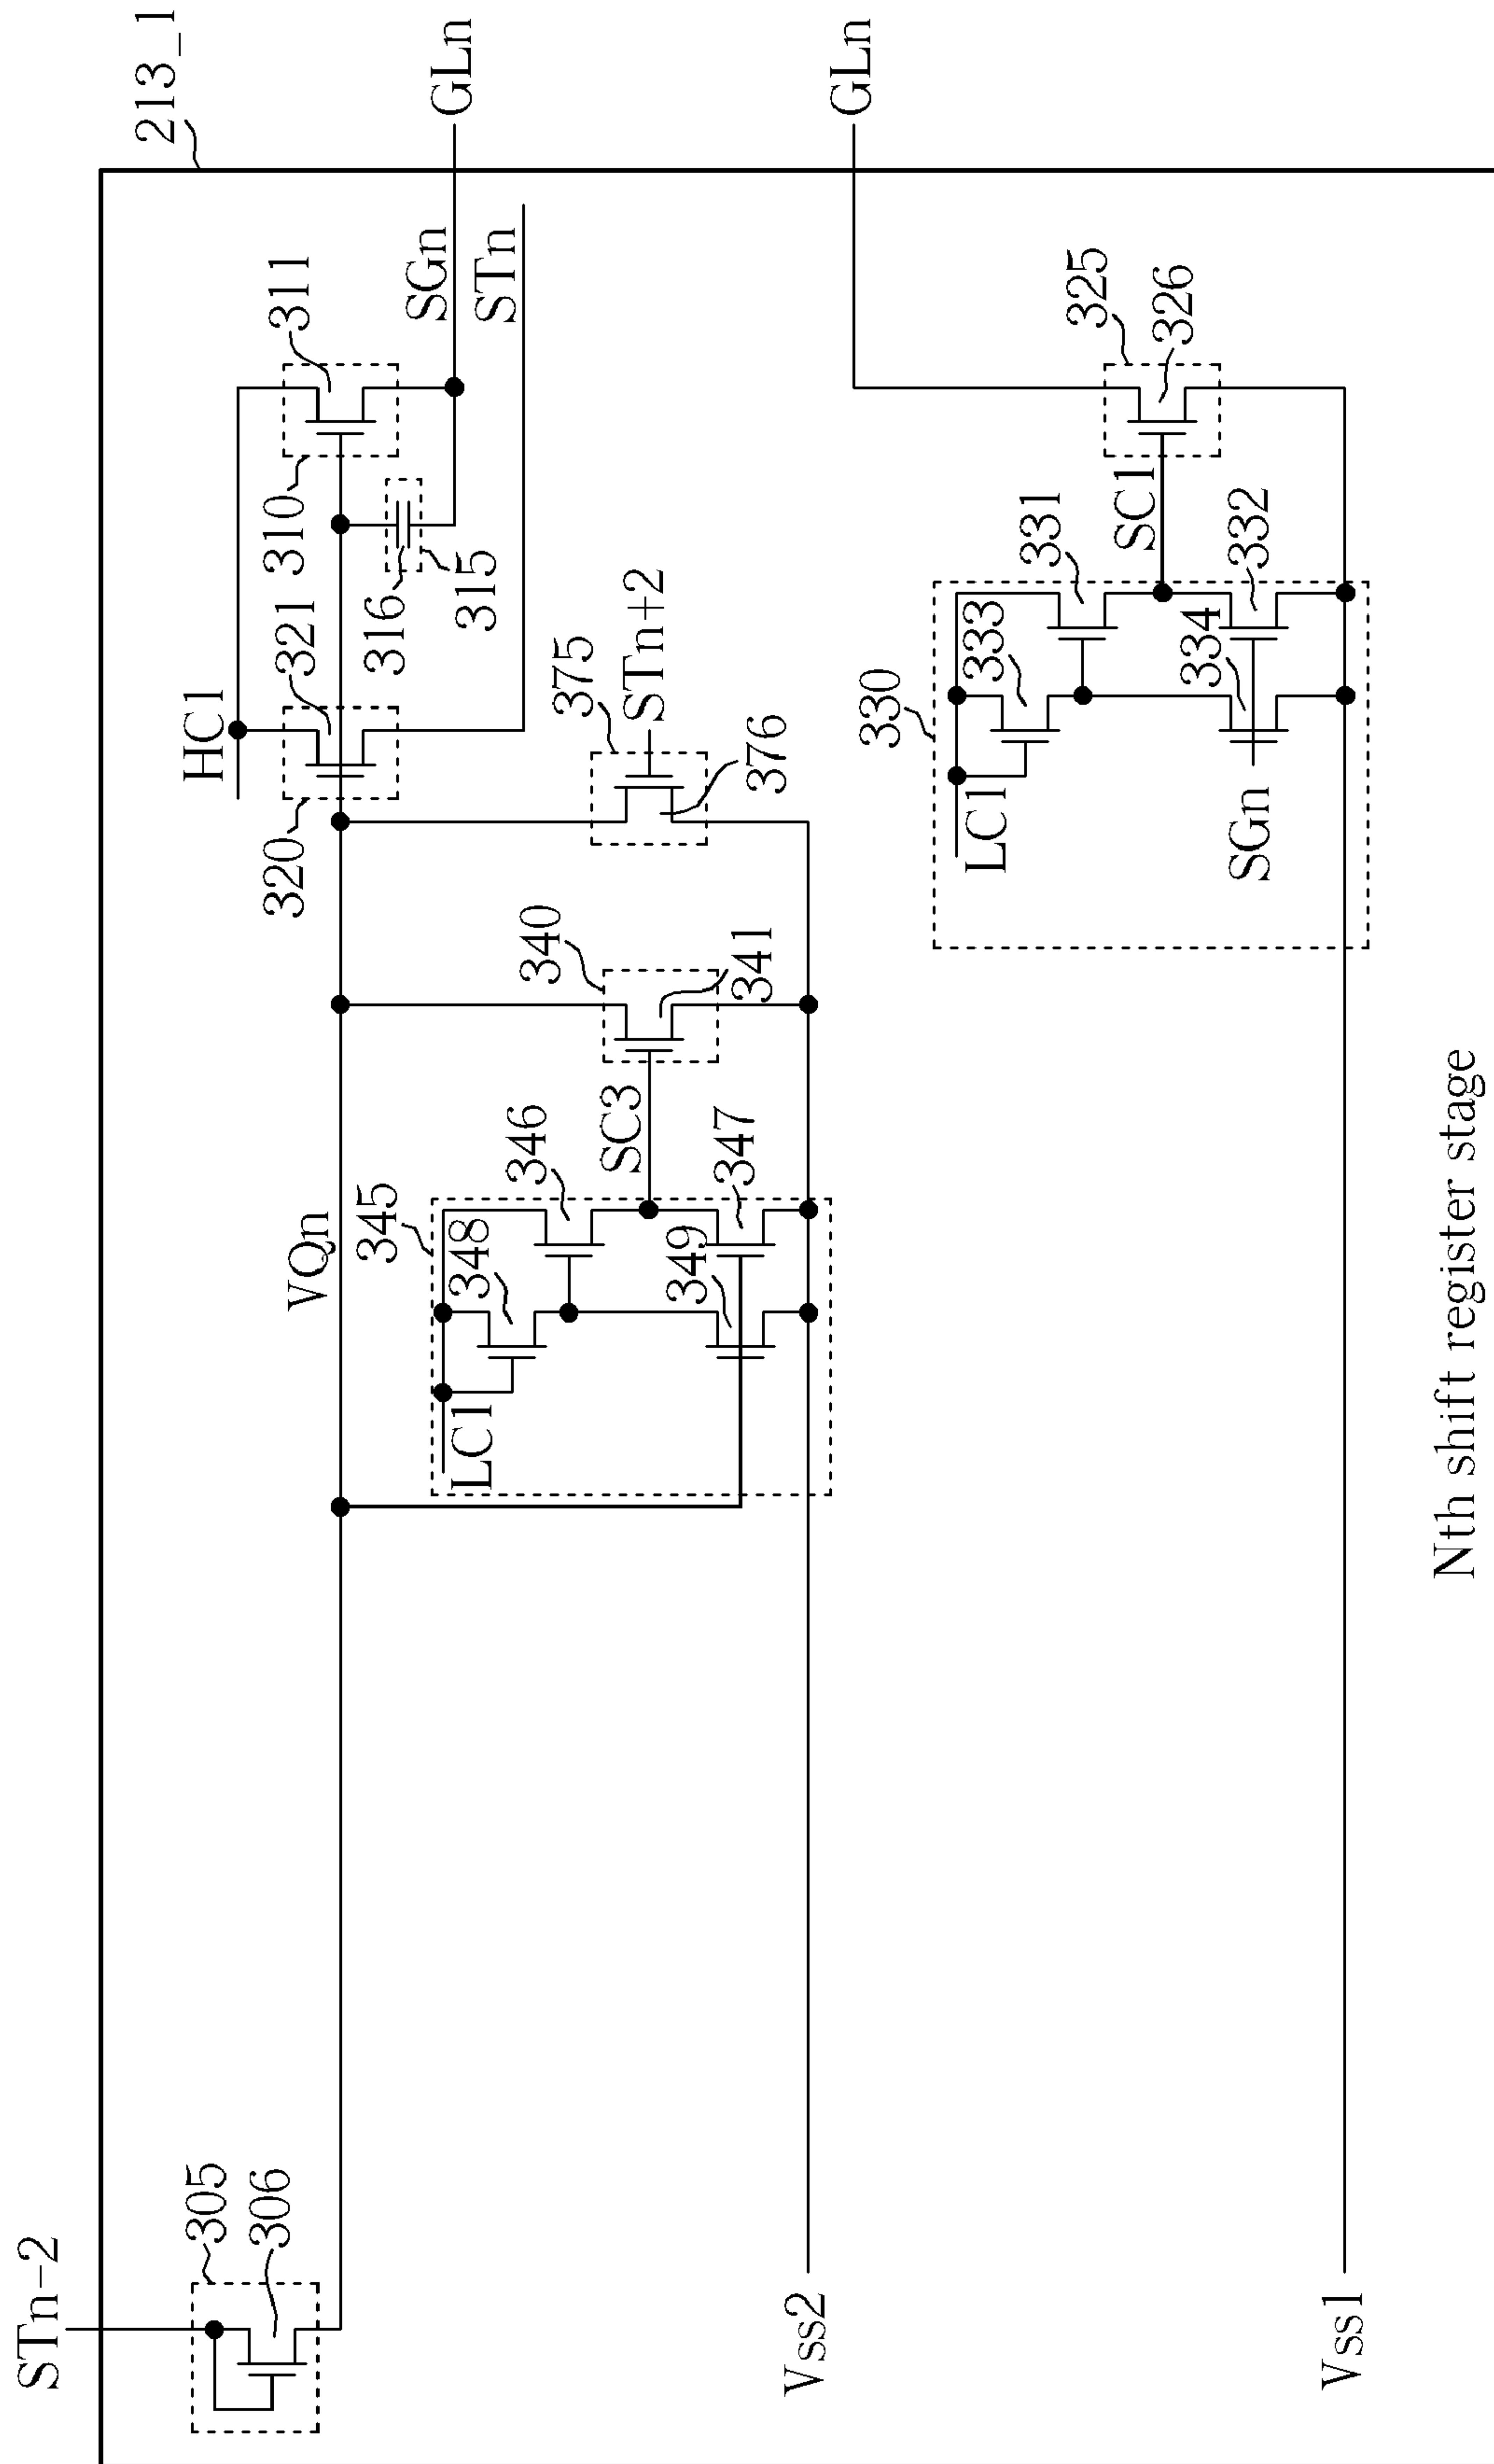 213_1
STn-2
305
306
HC1
320
321
310
311
GLn
SGn
STn
316
315
VQn
345
LC1
348
346
349
347
SC3
340
341
375
STn+2
376
GLn
Vss2
330
LC1
333
331
334
332
SGn
SC1
325
326
Vss1
Nth shift register stage